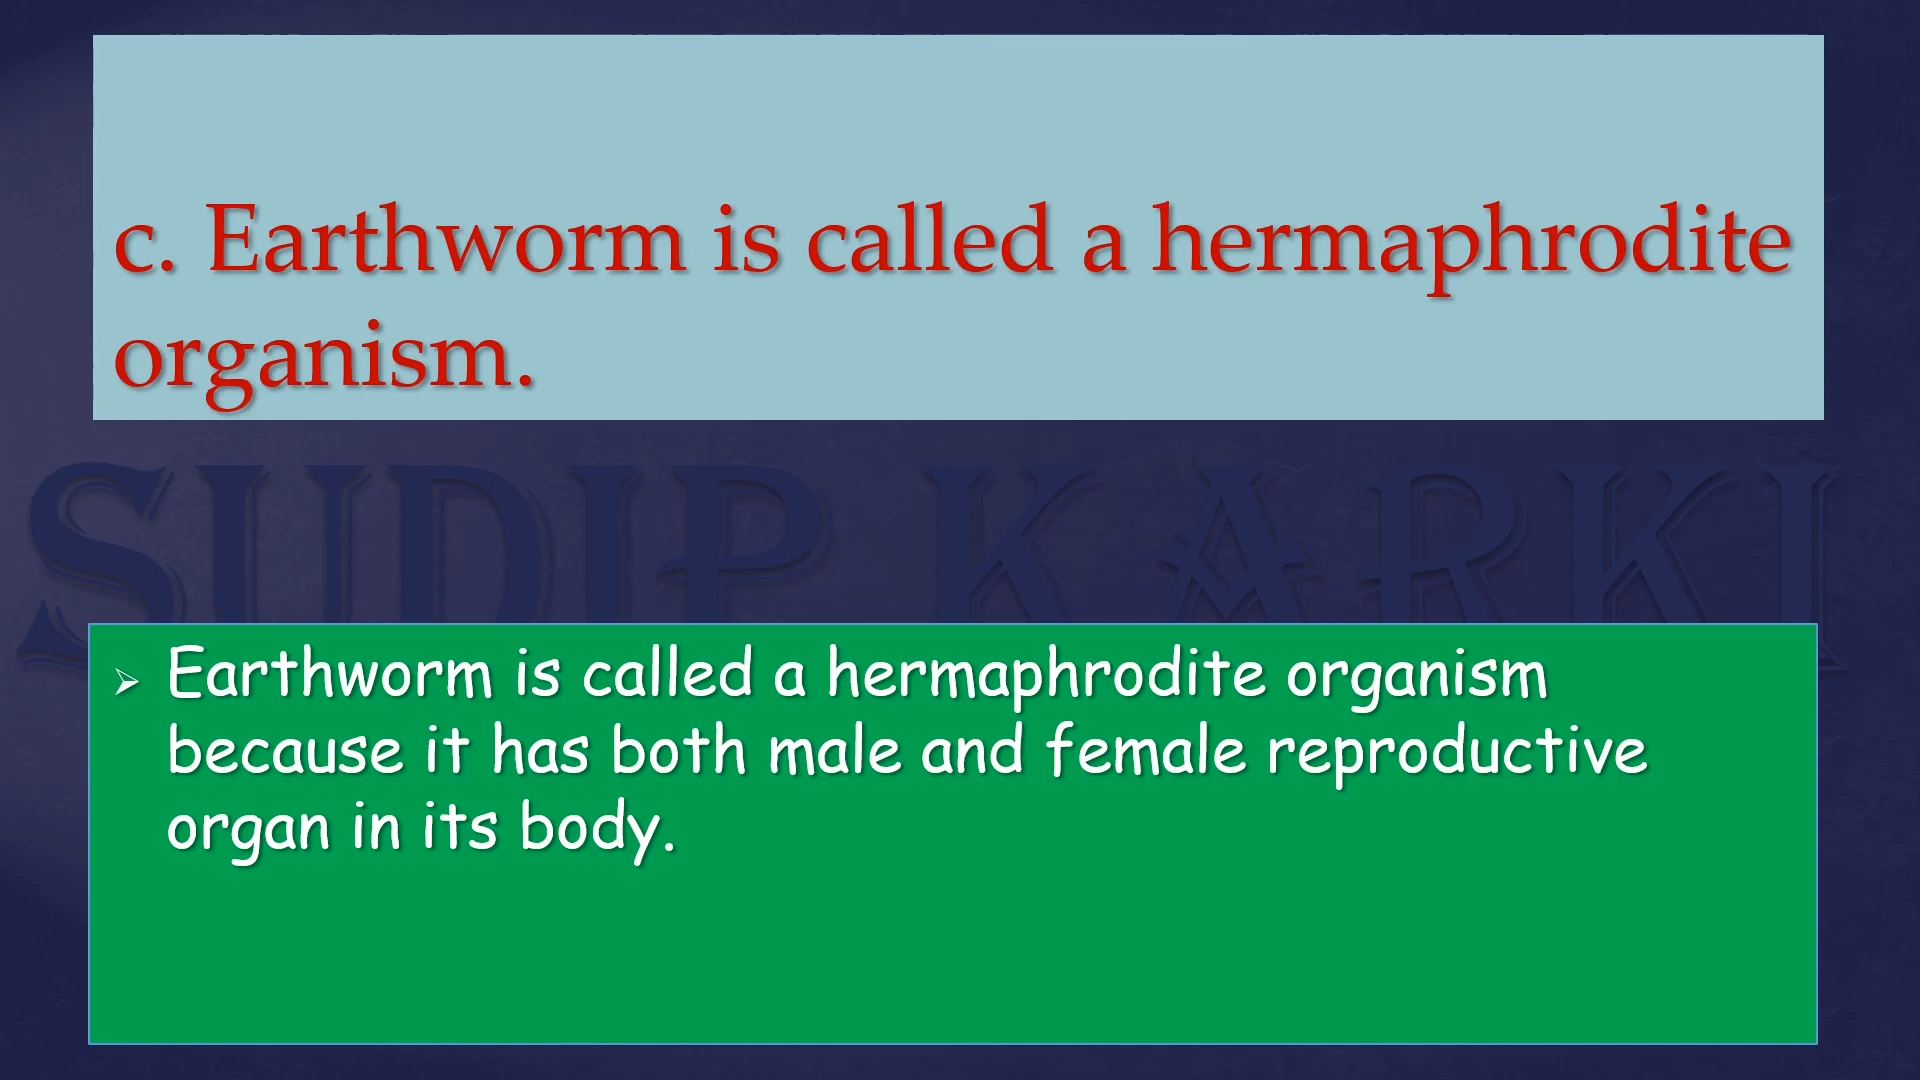 c. Earthworm is called a hermaphrodite
organism.
SUDIP KARKI
➢ Earthworm is called a hermaphrodite organism
because it has both male and female reproductive
organ in its body.